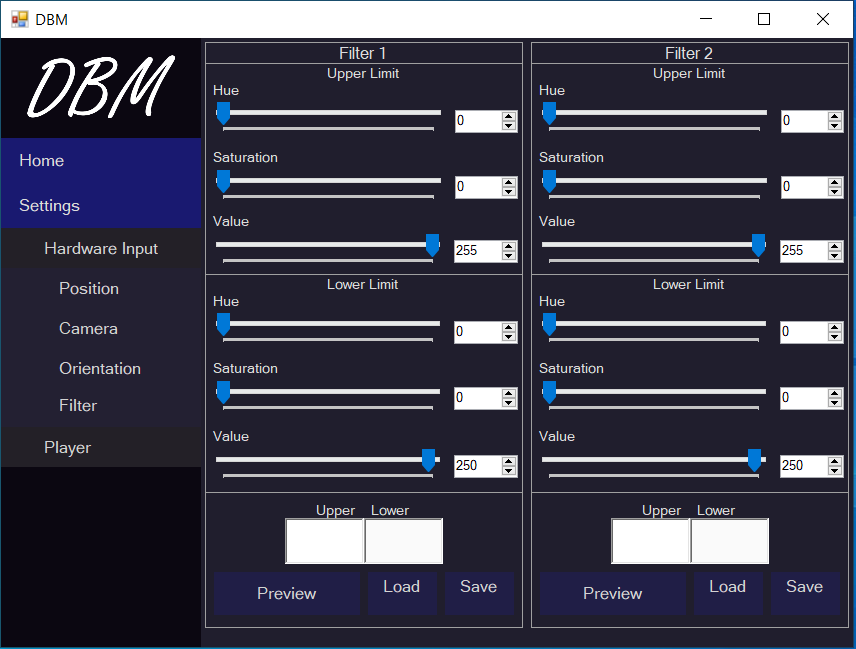 DBM
DBM
Home
Settings
Hardware Input
Position
Camera
Orientation
Filter
Player
Filter 1
Upper Limit
Hue
0
Saturation
0
Value
255
Lower Limit
Hue
0
Saturation
0
Value
250
Upper Lower
Preview Load Save
Filter 2
Upper Limit
Hue
0
Saturation
0
Value
255
Lower Limit
Hue
0
Saturation
0
Value
250
Upper Lower
Preview Load Save